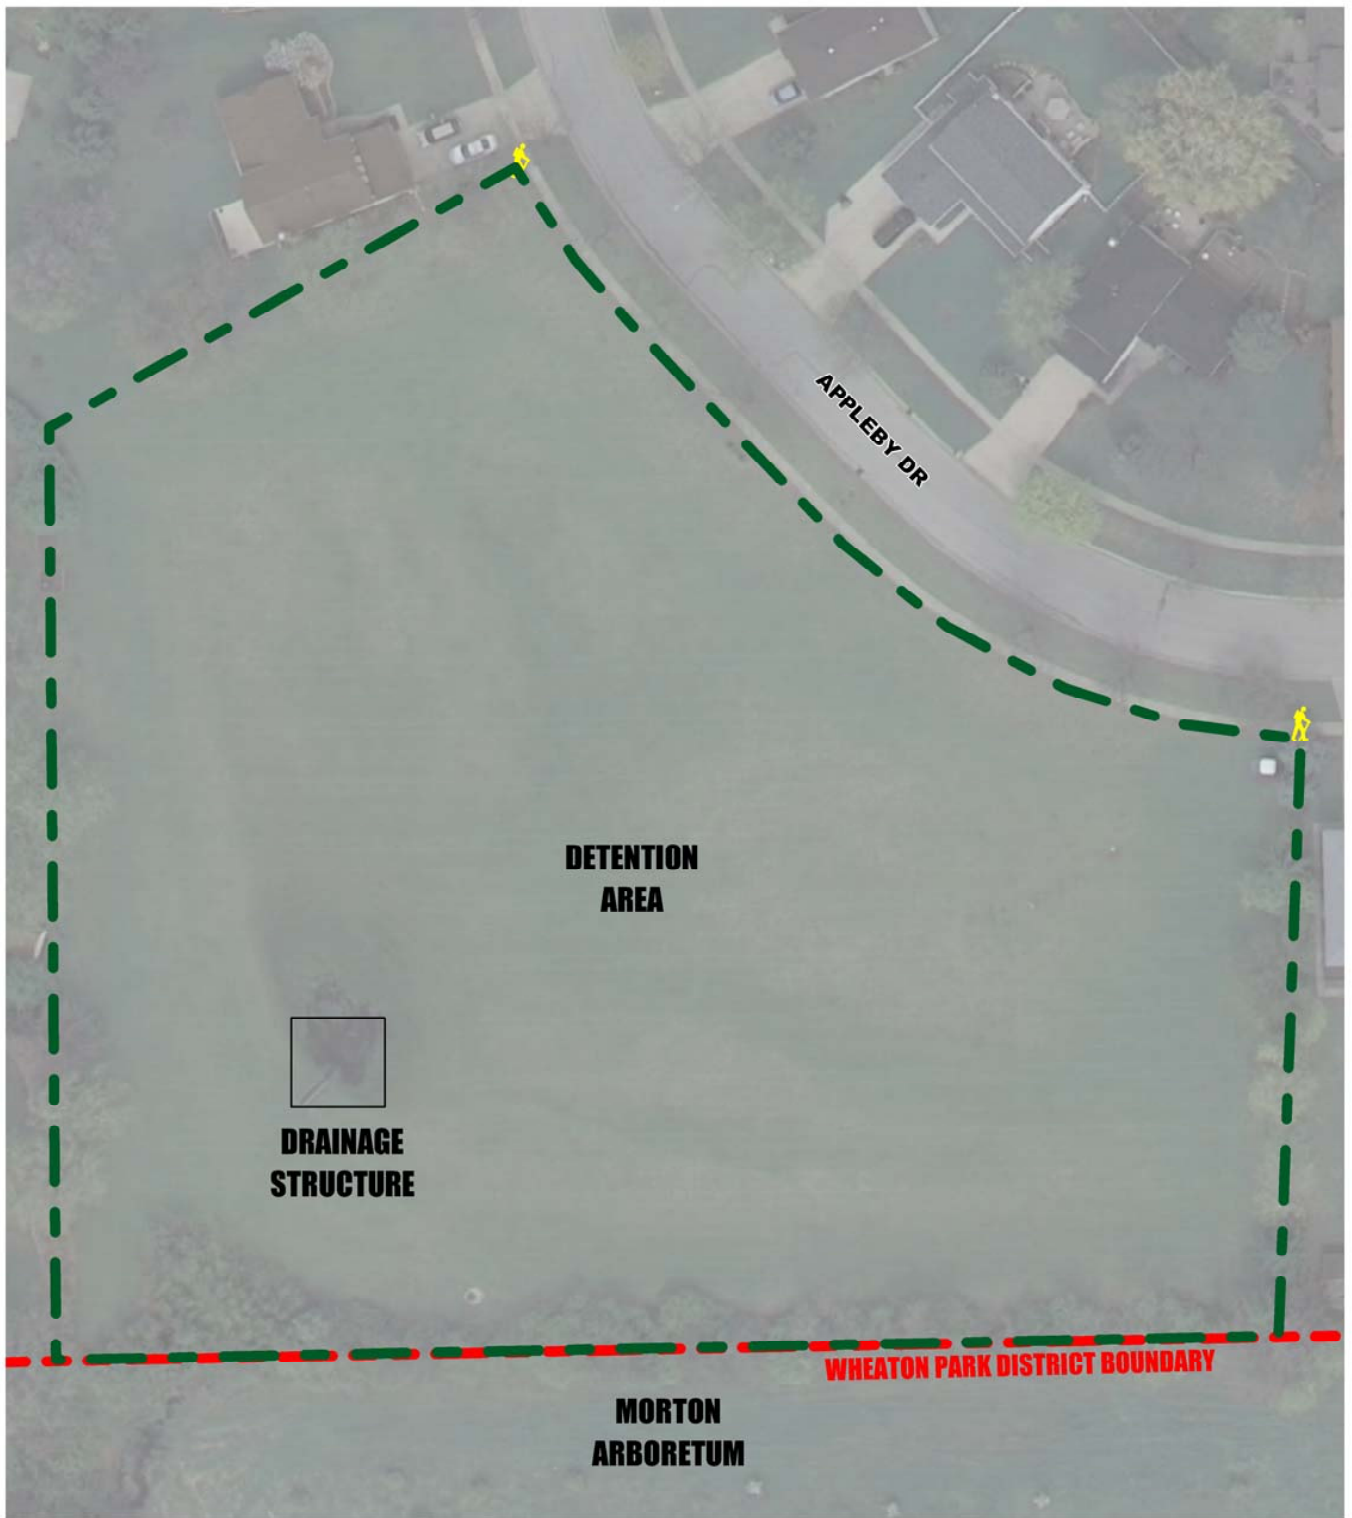 APPLEBY DR
DETENTION
AREA
DRAINAGE
STRUCTURE
WHEATON PARK DISTRICT BOUNDARY
MORTON
ARBORETUM